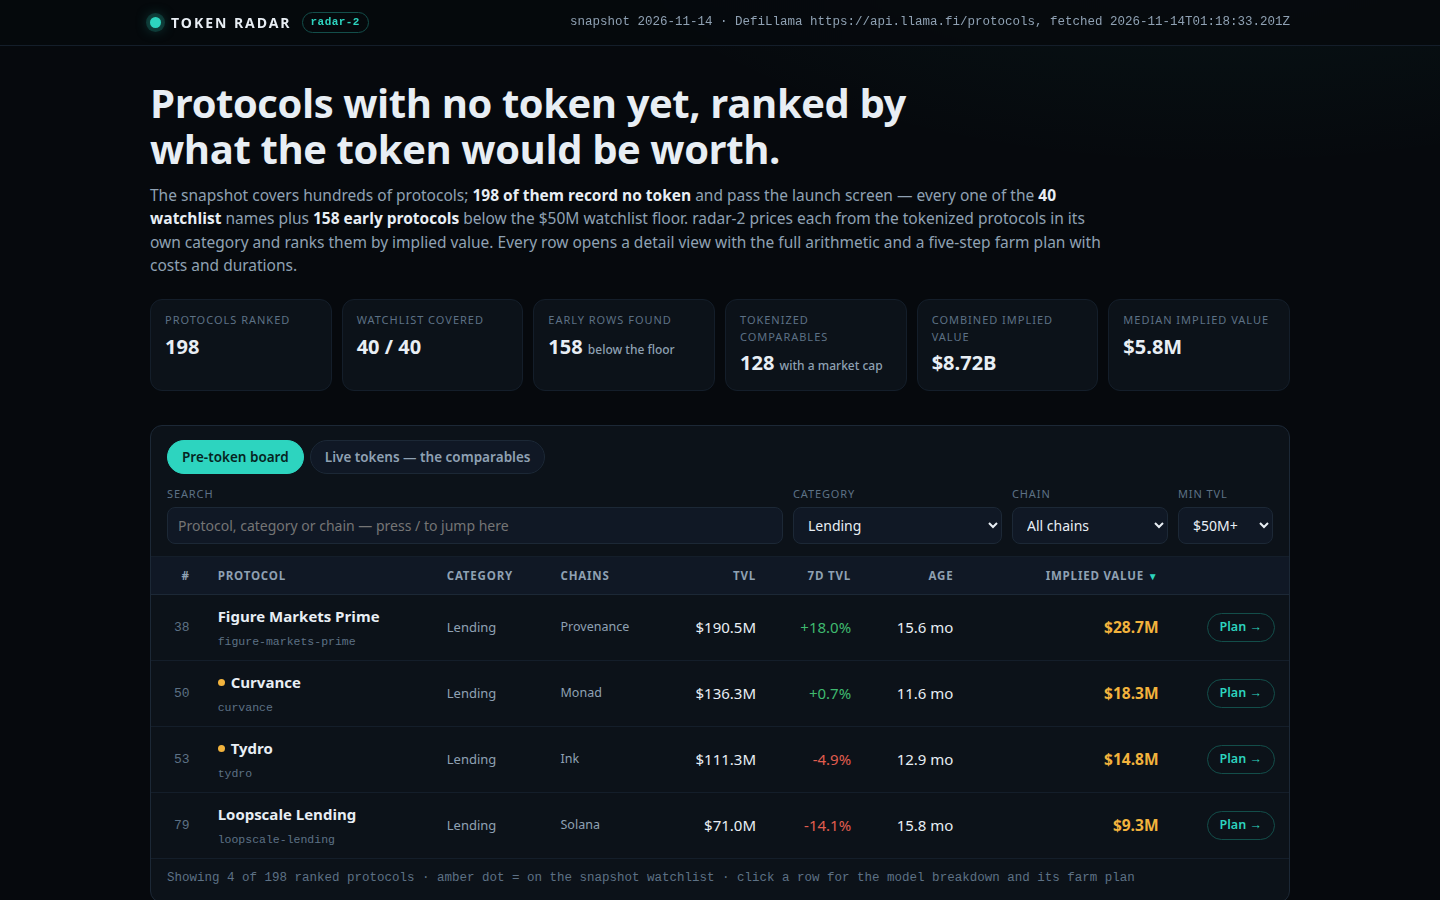 TOKEN RADAR radar-2 snapshot 2026-11-14 · DefiLlama https://api.llama.fi/protocols, fetched 2026-11-14T01:18:33.201Z
Protocols with no token yet, ranked by
what the token would be worth.
The snapshot covers hundreds of protocols; 198 of them record no token and pass the launch screen — every one of the 40
watchlist names plus 158 early protocols below the $50M watchlist floor. radar-2 prices each from the tokenized protocols in its
own category and ranks them by implied value. Every row opens a detail view with the full arithmetic and a five-step farm plan with
costs and durations.
PROTOCOLS RANKED
198
WATCHLIST COVERED
40 / 40
EARLY ROWS FOUND
158 below the floor
TOKENIZED
COMPARABLES
128 with a market cap
COMBINED IMPLIED
VALUE
$8.72B
MEDIAN IMPLIED VALUE
$5.8M
Pre-token board Live tokens — the comparables
SEARCH CATEGORY CHAIN MIN TVL
Protocol, category or chain — press / to jump here Lending All chains $50M+
# PROTOCOL CATEGORY CHAINS TVL 7D TVL AGE IMPLIED VALUE ▼
38 Figure Markets Prime Lending Provenance $190.5M +18.0% 15.6 mo $28.7M Plan →
figure-markets-prime
50 Curvance Lending Monad $136.3M +0.7% 11.6 mo $18.3M Plan →
curvance
53 Tydro Lending Ink $111.3M -4.9% 12.9 mo $14.8M Plan →
tydro
79 Loopscale Lending Lending Solana $71.0M -14.1% 15.8 mo $9.3M Plan →
loopscale-lending
Showing 4 of 198 ranked protocols · amber dot = on the snapshot watchlist · click a row for the model breakdown and its farm plan